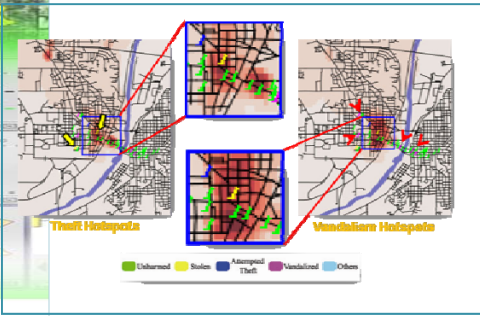 Theft Hotspots
Vandalism Hotspots
Unharmed
Stolen
Attempted
Theft
Vandalized
Others